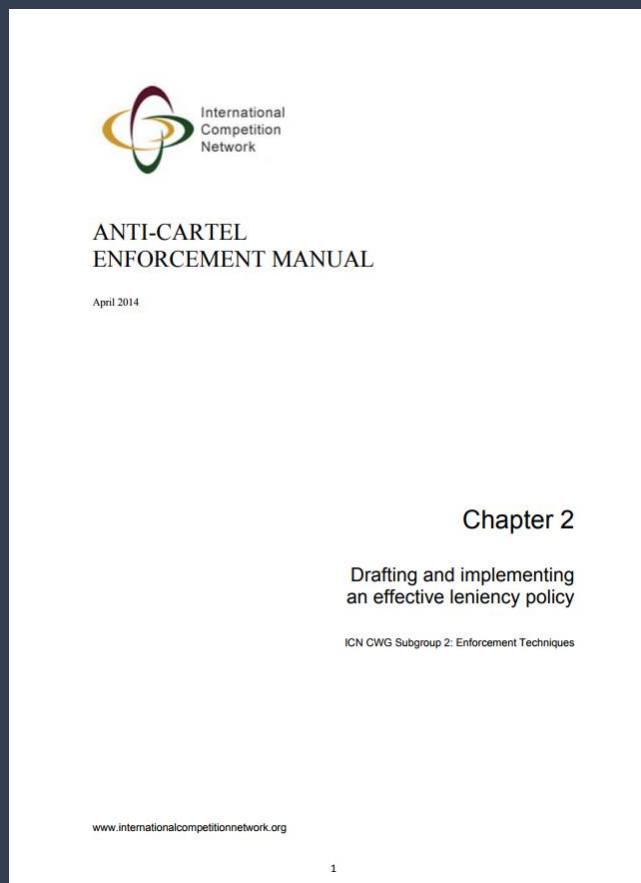 International
Competition
Network
ANTI-CARTEL
ENFORCEMENT MANUAL
April 2014
Chapter 2
Drafting and implementing
an effective leniency policy
ICN CWG Subgroup 2: Enforcement Techniques
www.internationalcompetitionnetwork.org
1